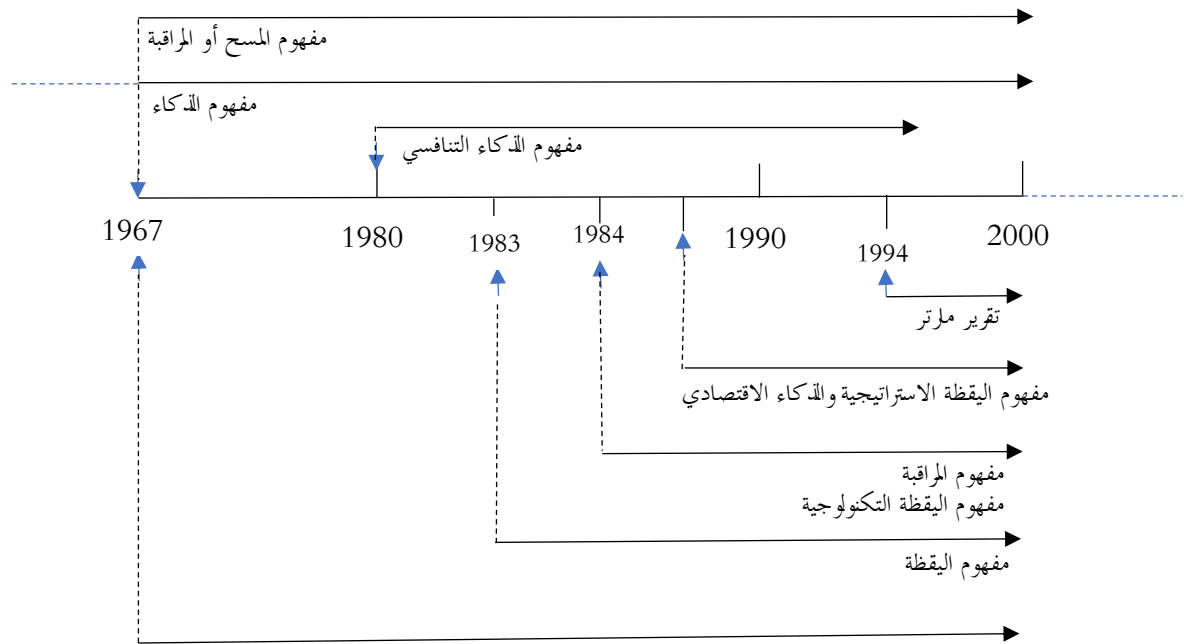 مفهوم المسح أو المراقبة
مفهوم الذكاء
مفهوم الذكاء التنافسي
1967
1980
1983
1984
1990
1994
2000
تقرير مارتر
مفهوم اليقظة الاستراتيجية والذكاء الاقتصادي
مفهوم المراقبة
مفهوم اليقظة التكنولوجية
مفهوم اليقظة